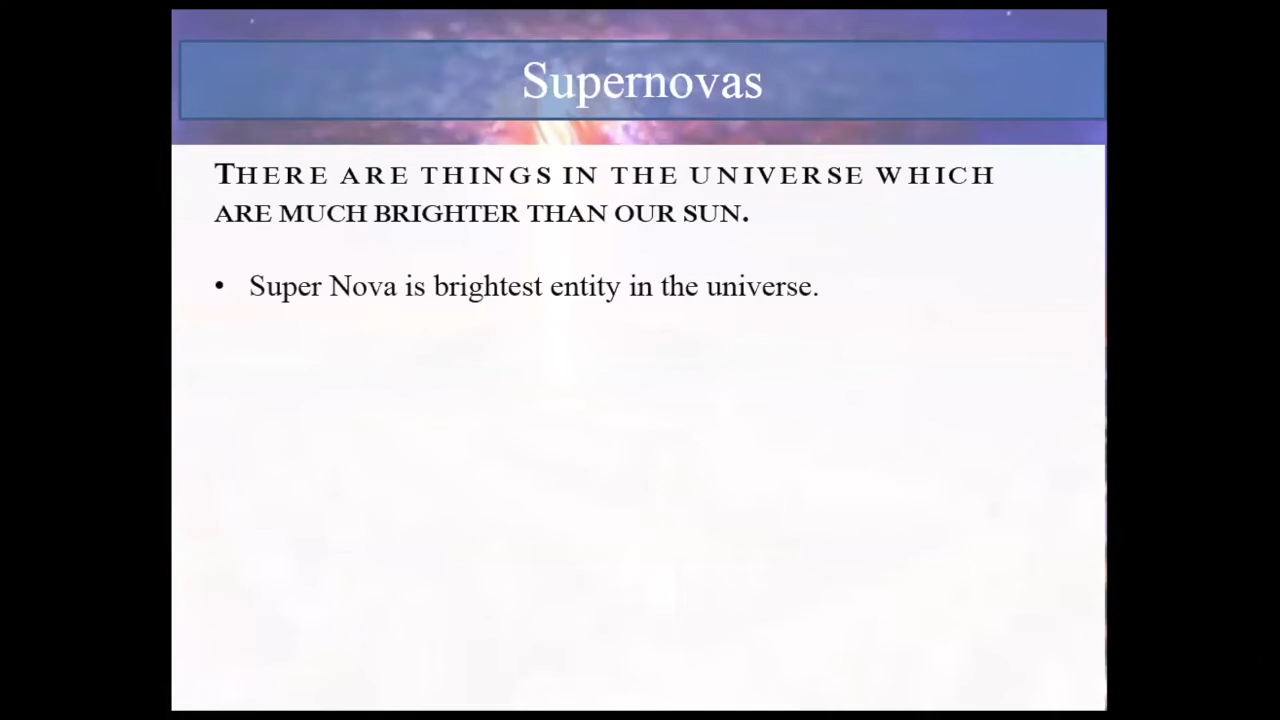 Supernovas
THERE ARE THINGS IN THE UNIVERSE WHICH
ARE MUCH BRIGHTER THAN OUR SUN.
• Super Nova is brightest entity in the universe.